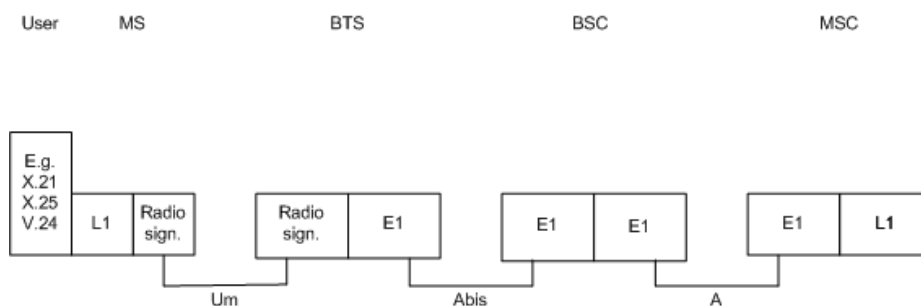 User MS BTS BSC MSC
E.g.
X.21
X.25
V.24
L1
Radio
sign.
Radio
sign.
E1
E1
E1
E1
L1
Um
Abis
A